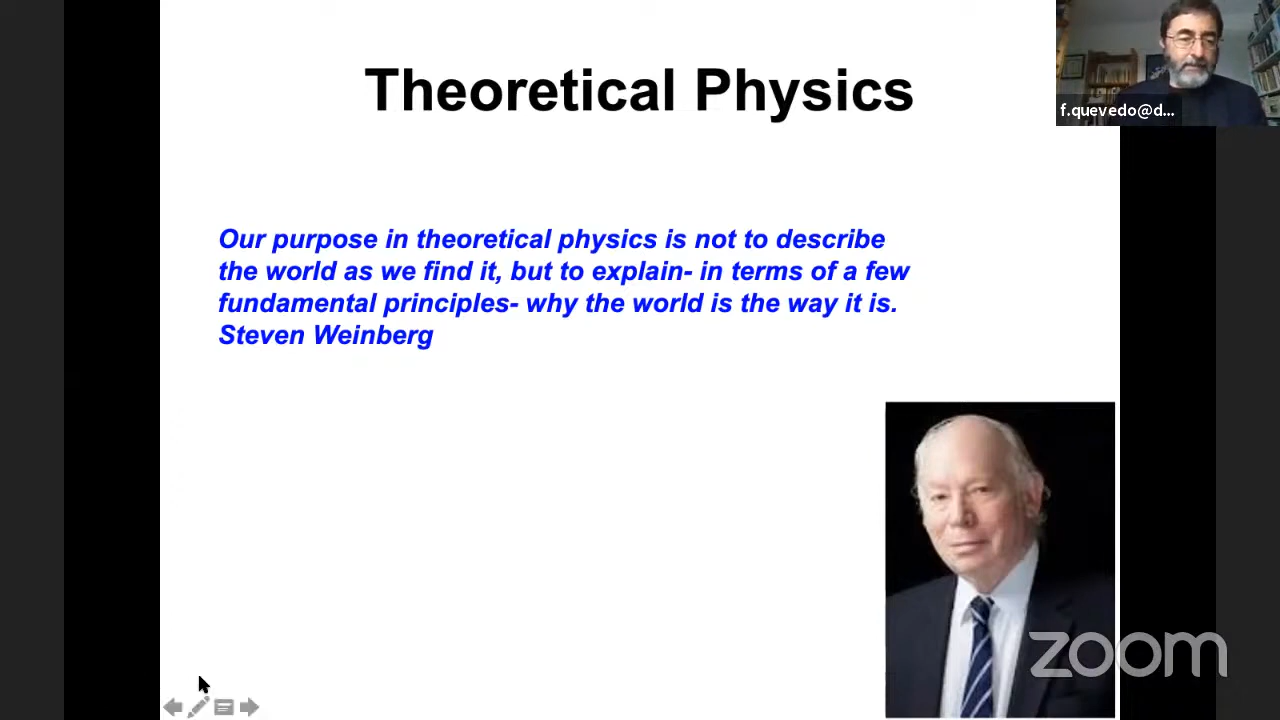 Theoretical Physics
f.quevedo@d...
Our purpose in theoretical physics is not to describe
the world as we find it, but to explain- in terms of a few
fundamental principles- why the world is the way it is.
Steven Weinberg
zoom